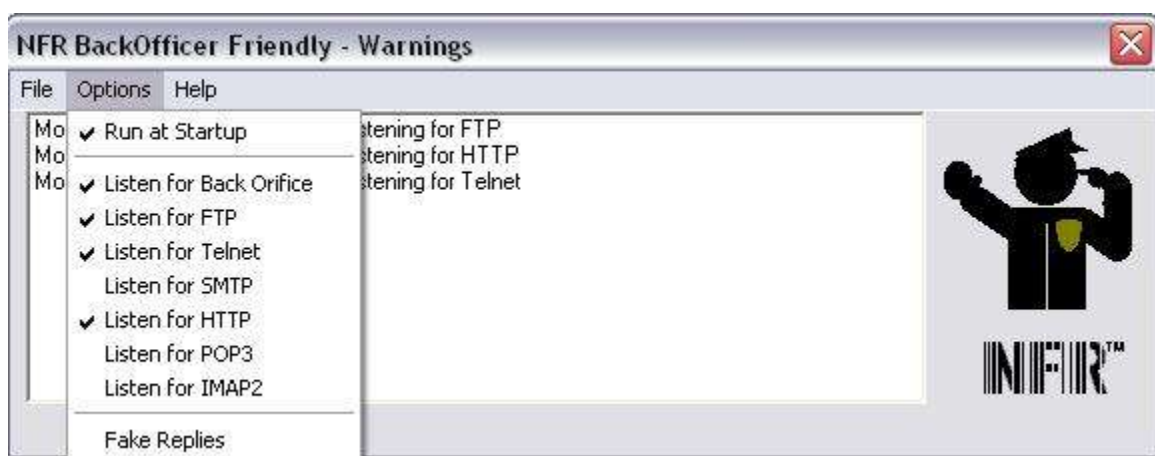 NFR BackOfficer Friendly - Warnings
File Options Help
Mo stening for FTP
Mo stening for HTTP
Mo stening for Telnet
✔ Run at Startup
✔ Listen for Back Orifice
✔ Listen for FTP
✔ Listen for Telnet
Listen for SMTP
✔ Listen for HTTP
Listen for POP3
Listen for IMAP2
Fake Replies
NFR™